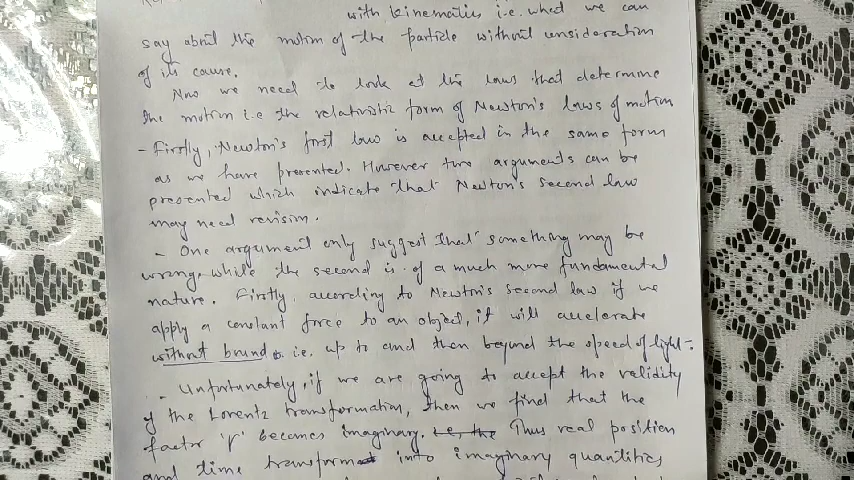 with kinematics i.e. what we can
say about the motion of the particle without consideration
of its cause.
Now we need to look at the laws that determine
the motion i.e the relativistic form of Newton's laws of motion
- Firstly, Newton's first law is accepted in the same form
as we have presented. However two arguments can be
presented which indicate that Newton's second law
may need revision.
- One argument only suggest that something may be
wrong, while the second is of a much more fundamental
nature. Firstly, according to Newton's second law if we
apply a constant force to an object, it will accelerate
without bound i.e. up to and then beyond the speed of light -.
- Unfortunately, if we are going to accept the validity
of the Lorentz transformation, then we find that the
factor 'γ' becomes imaginary. i.e, the Thus real position
and time transform into imaginary quantities